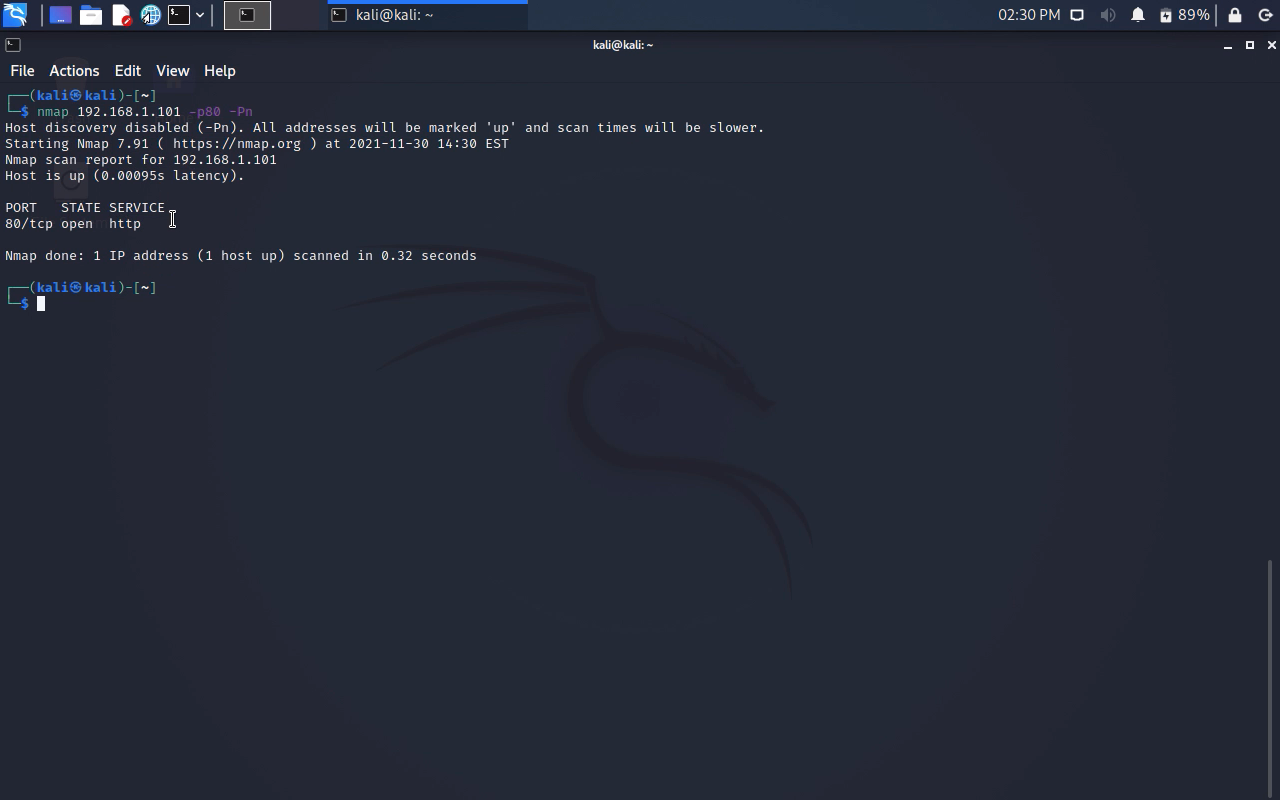 kali@kali: ~
02:30 PM
89%
kali@kali: ~
File Actions Edit View Help
┌──(kali㉿kali)-[~]
└─$ nmap 192.168.1.101 -p80 -Pn
Host discovery disabled (-Pn). All addresses will be marked 'up' and scan times will be slower.
Starting Nmap 7.91 ( https://nmap.org ) at 2021-11-30 14:30 EST
Nmap scan report for 192.168.1.101
Host is up (0.00095s latency).
PORT   STATE SERVICE
80/tcp open  http
Nmap done: 1 IP address (1 host up) scanned in 0.32 seconds
┌──(kali㉿kali)-[~]
└─$